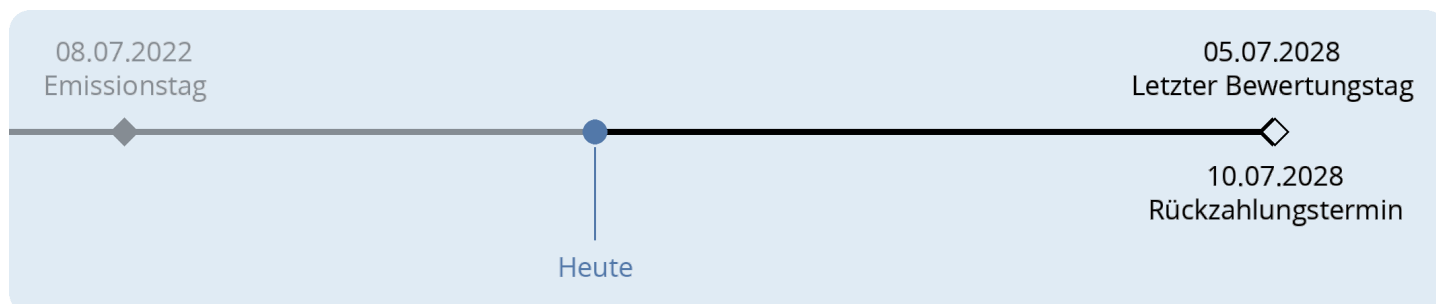 08.07.2022
Emissionstag
05.07.2028
Letzter Bewertungstag
10.07.2028
Rückzahlungstermin
Heute